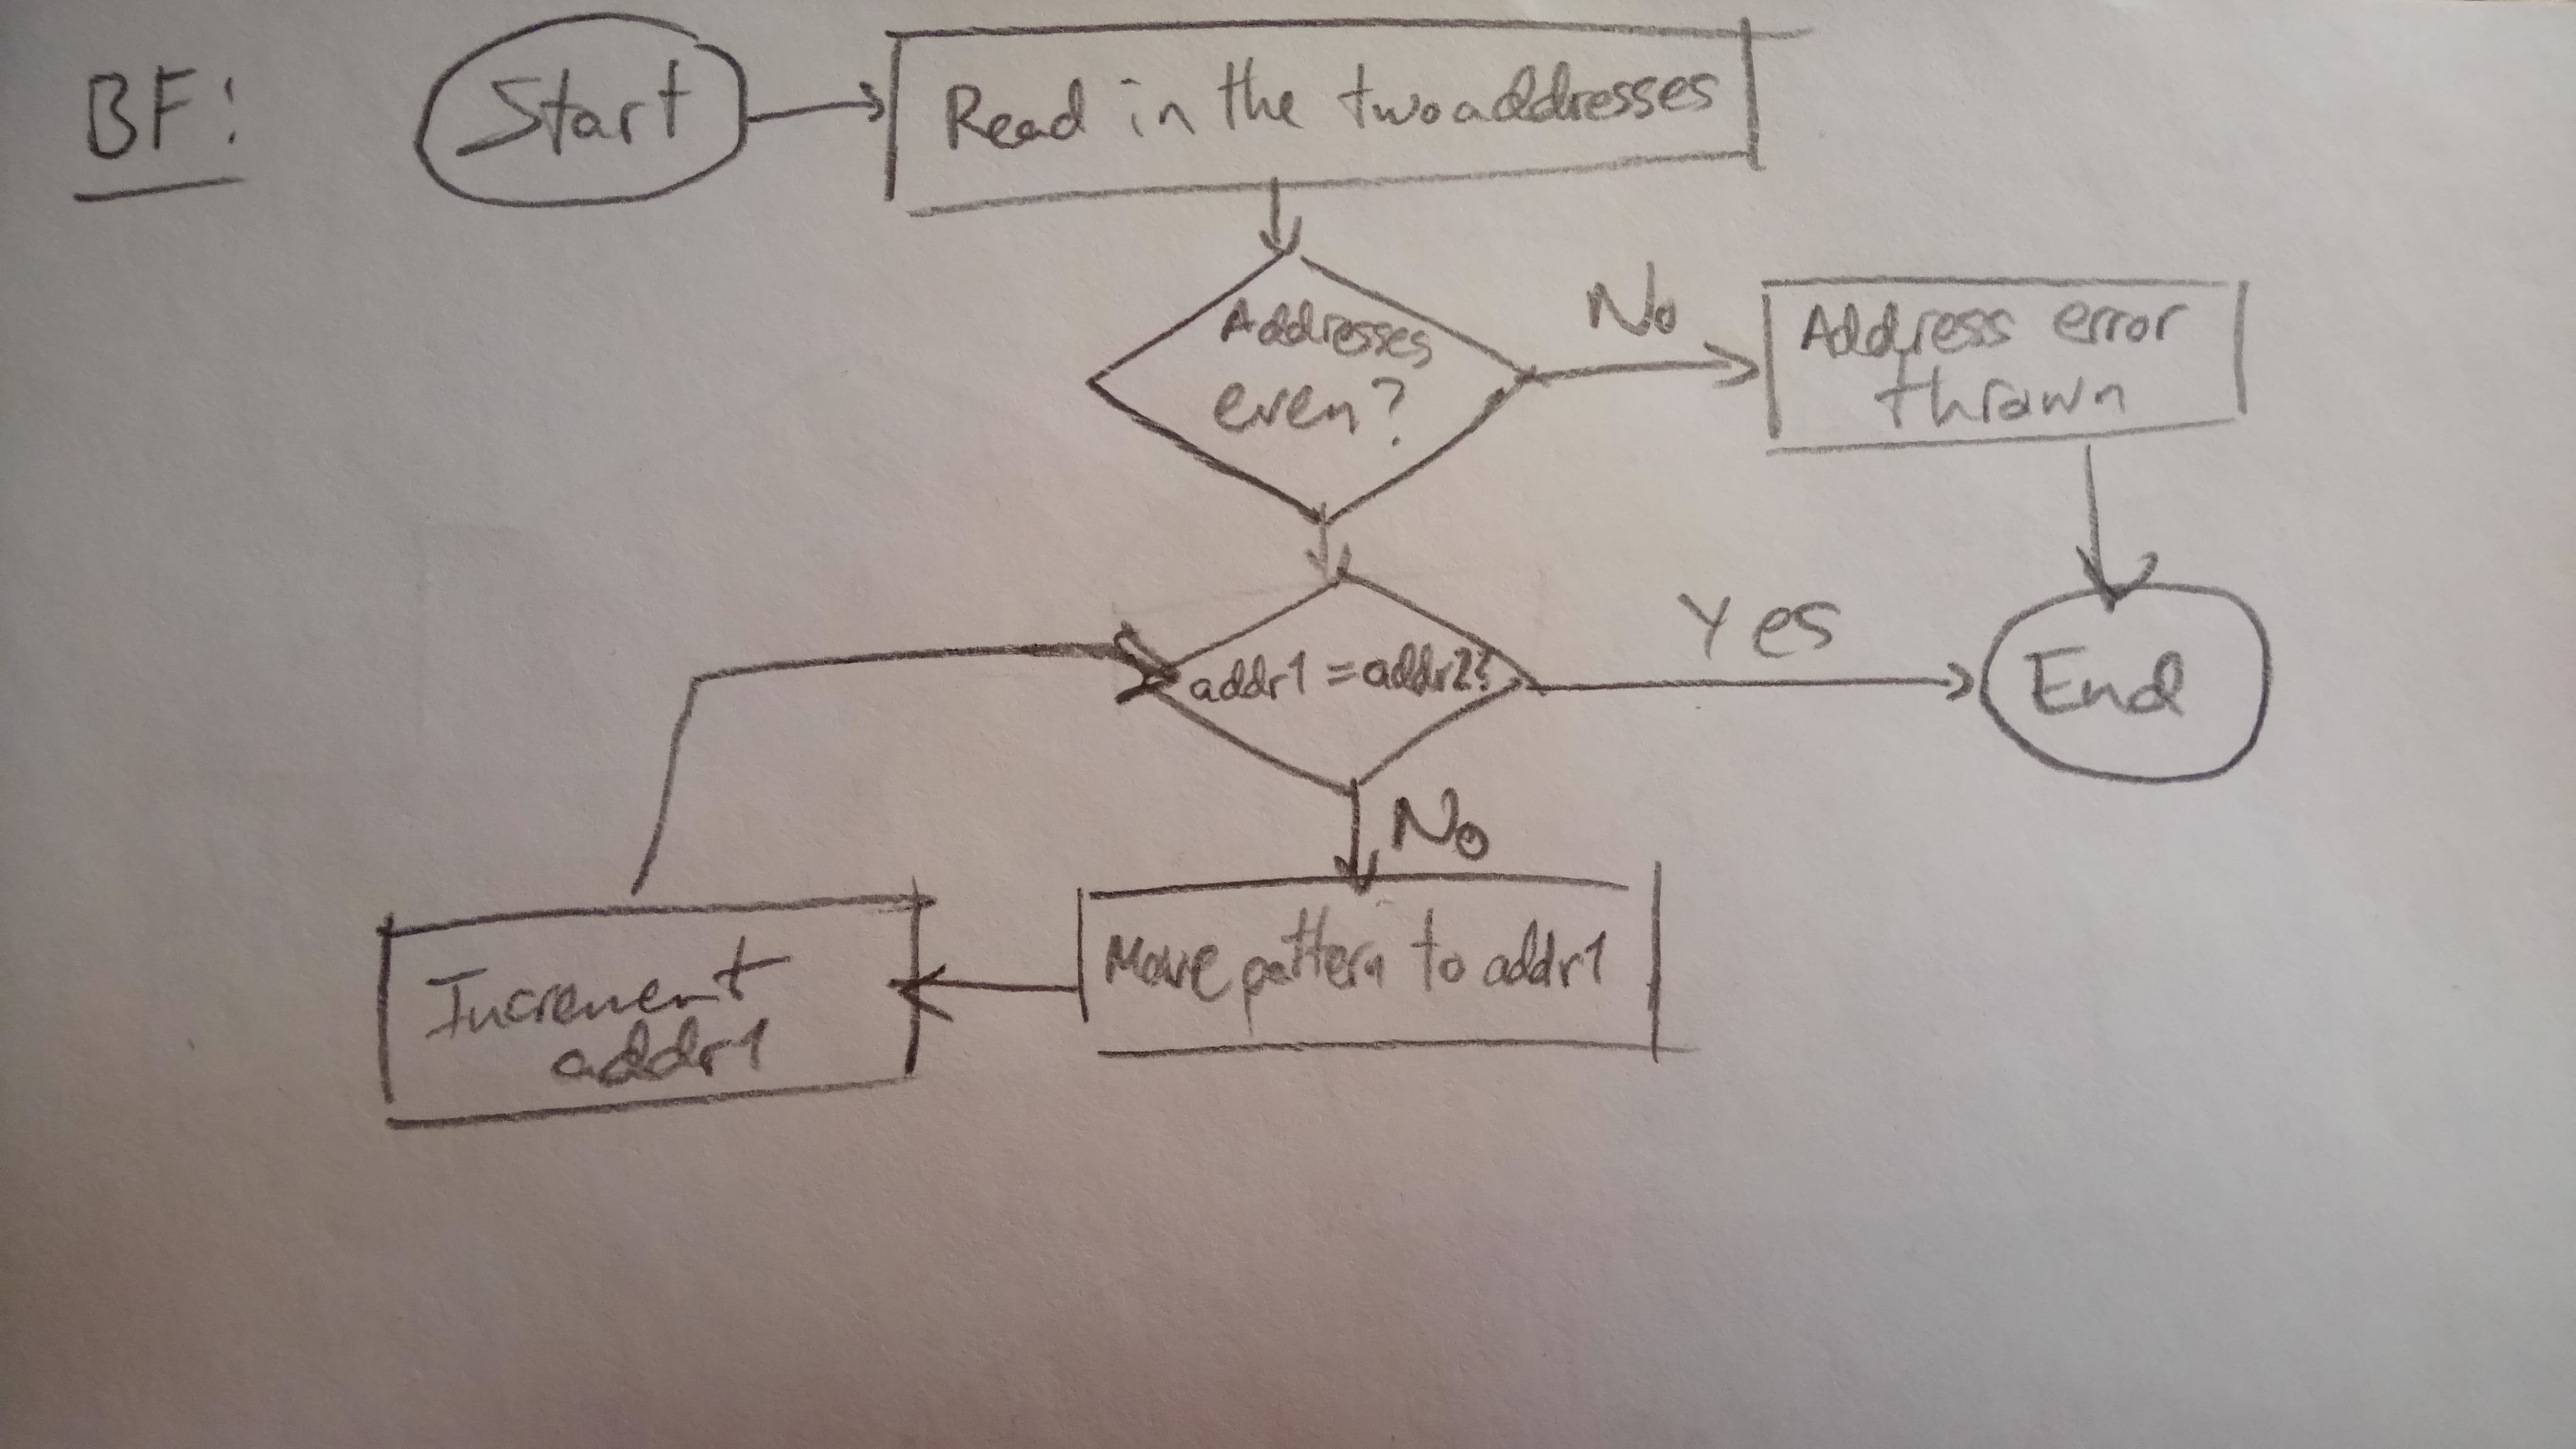 BF:
Start
Read in the two addresses
Addresses
even?
No
Address error
thrown
addr1 = addr2?
Yes
End
No
Move pattern to addr1
Increment
addr1